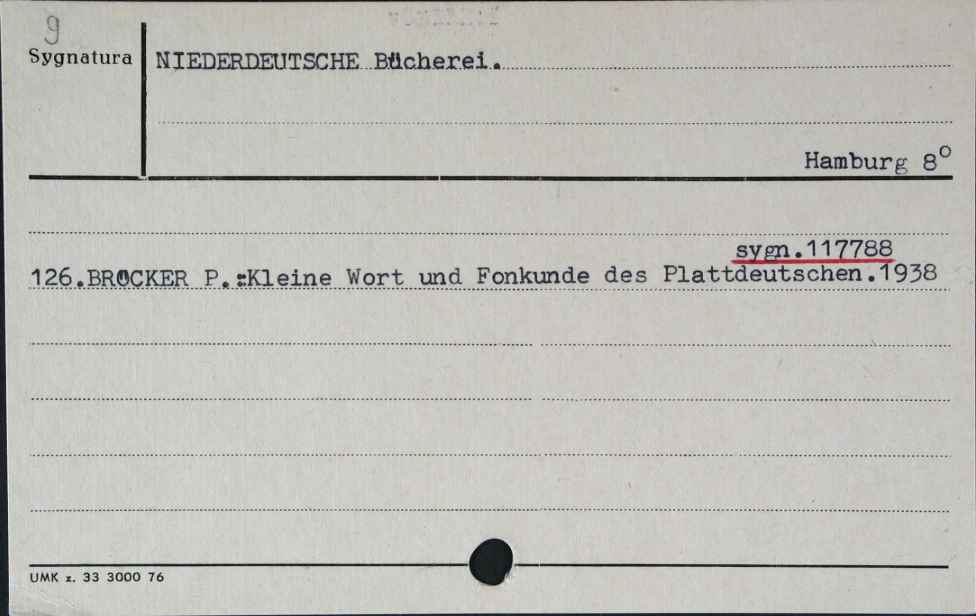 9
Sygnatura
NIEDERDEUTSCHE Bücherei.
Hamburg 8°
sygn.117788
126.BROCKER P.:Kleine Wort und Fonkunde des Plattdeutschen.1938
UMK z. 33 3000 76